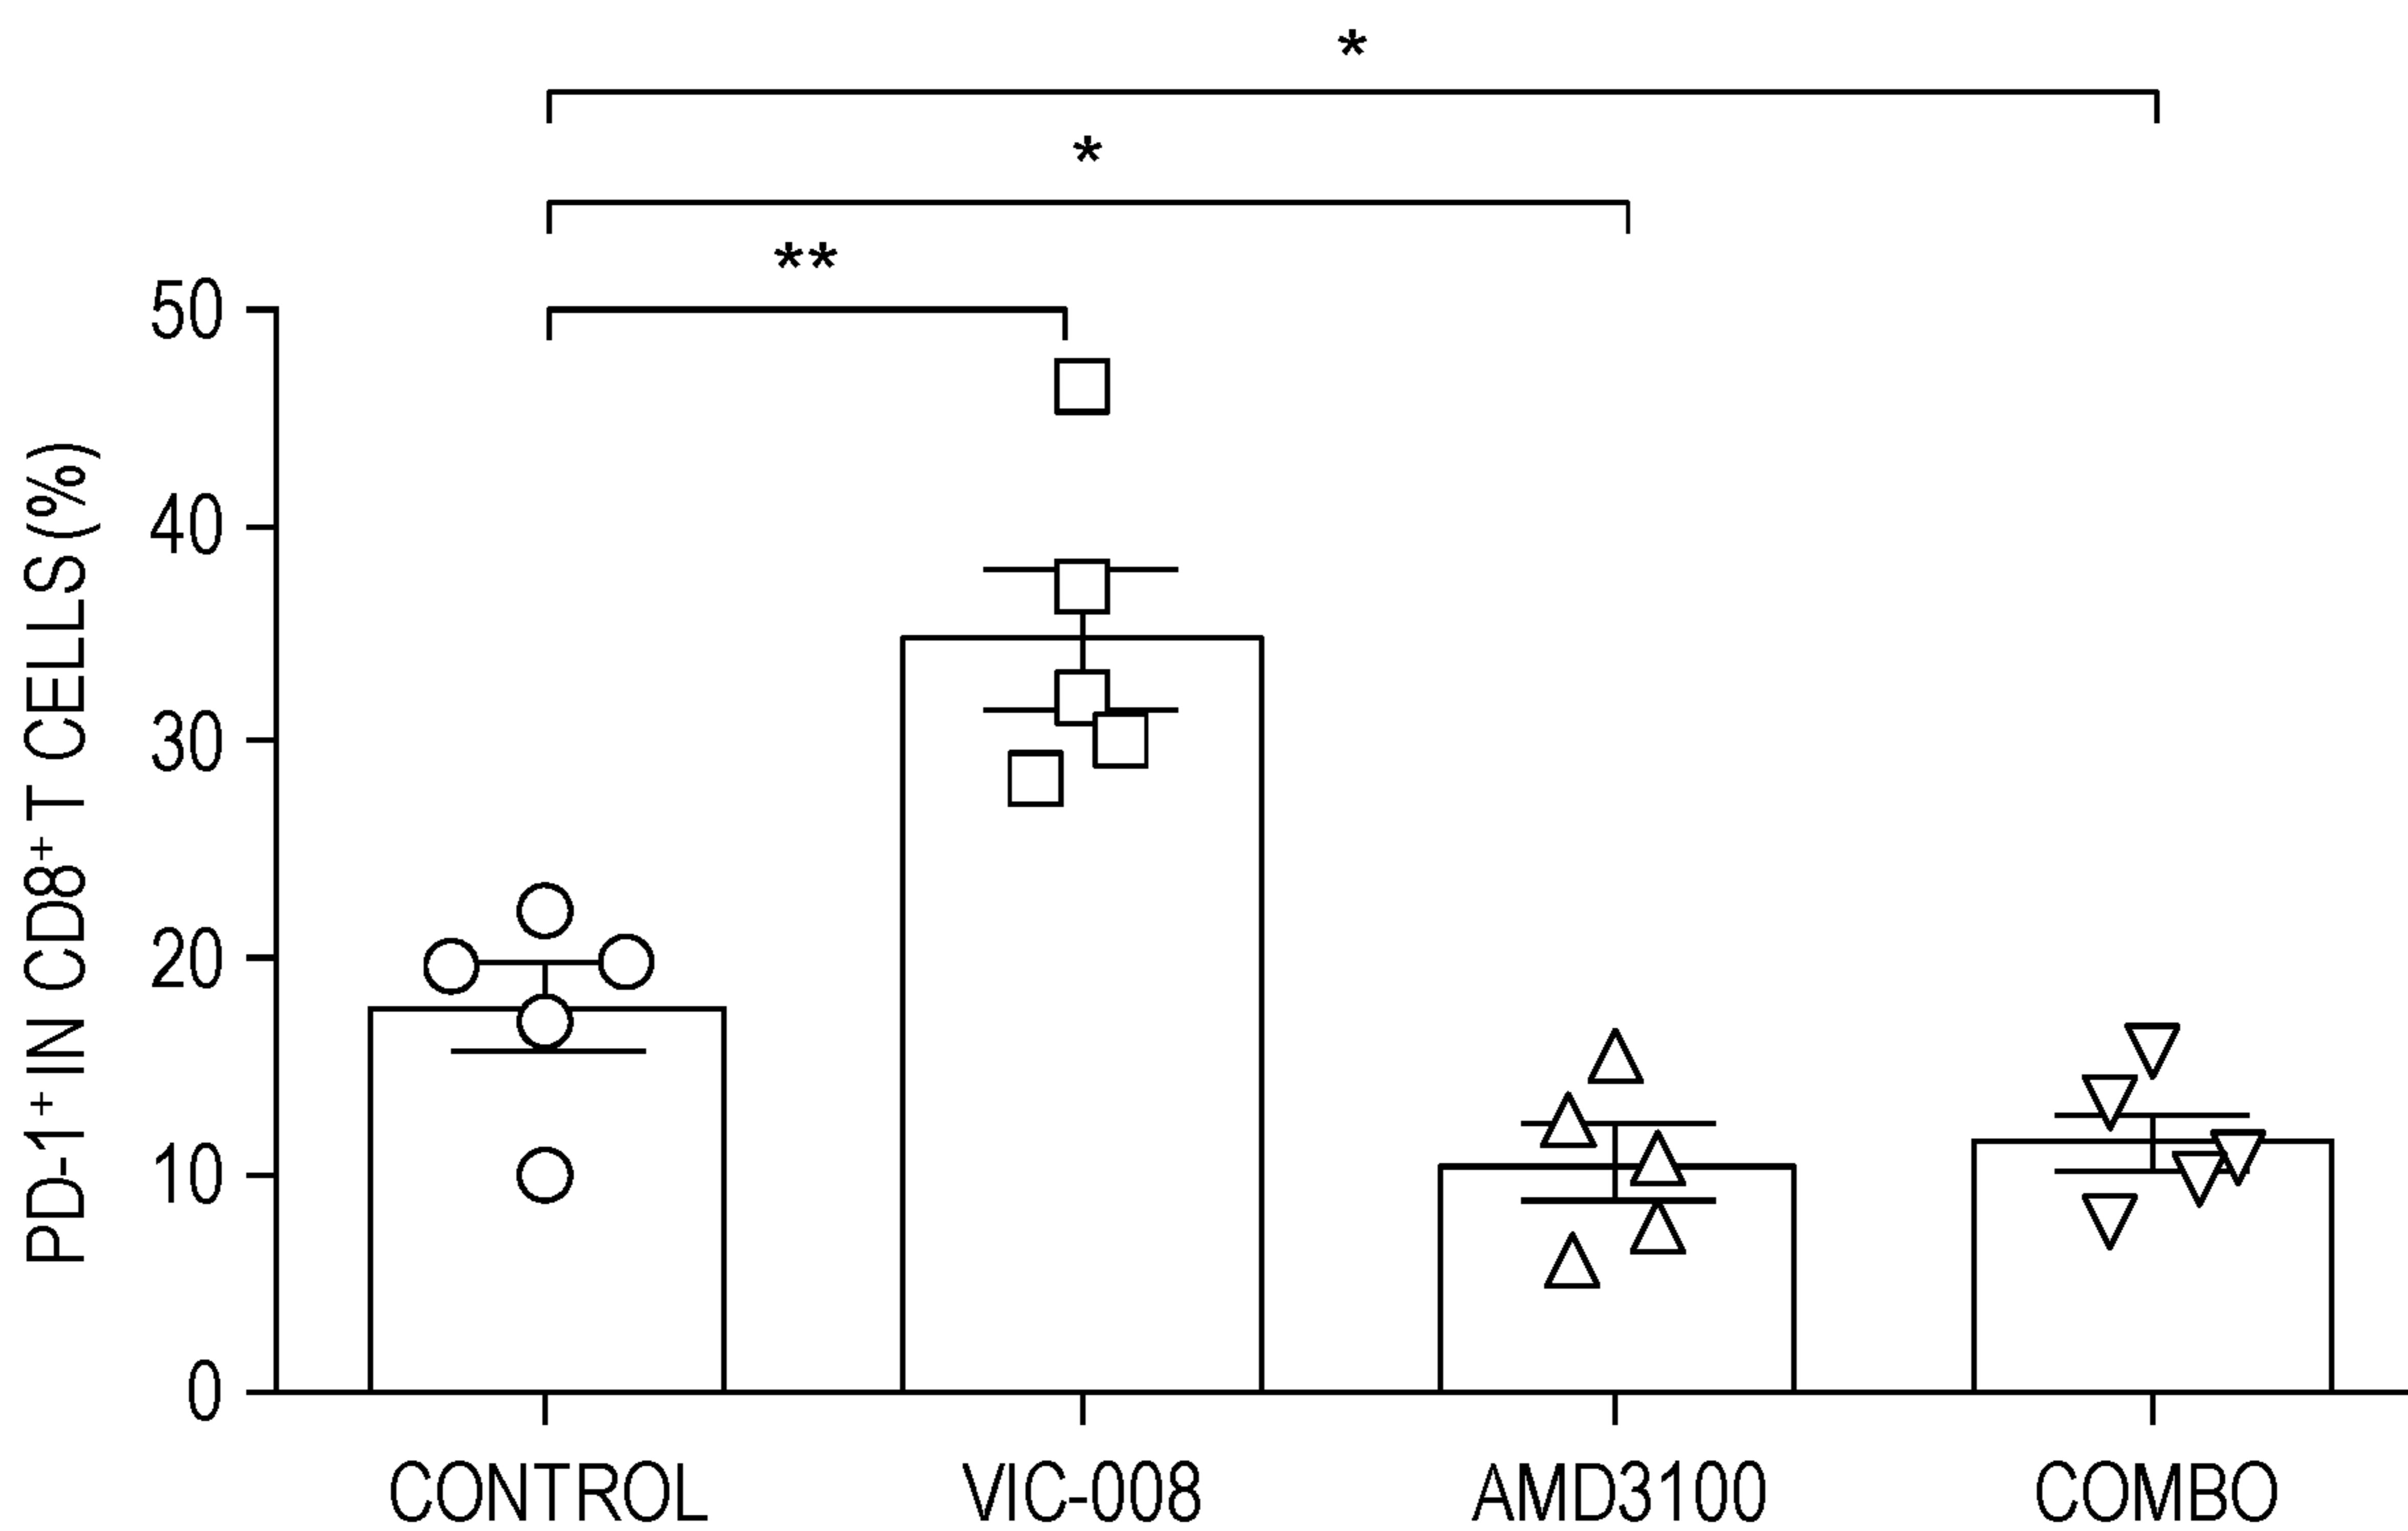 *
*
**
50
40
30
20
10
0
PD-1⁺ IN CD8⁺ T CELLS (%)
CONTROL
VIC-008
AMD3100
COMBO